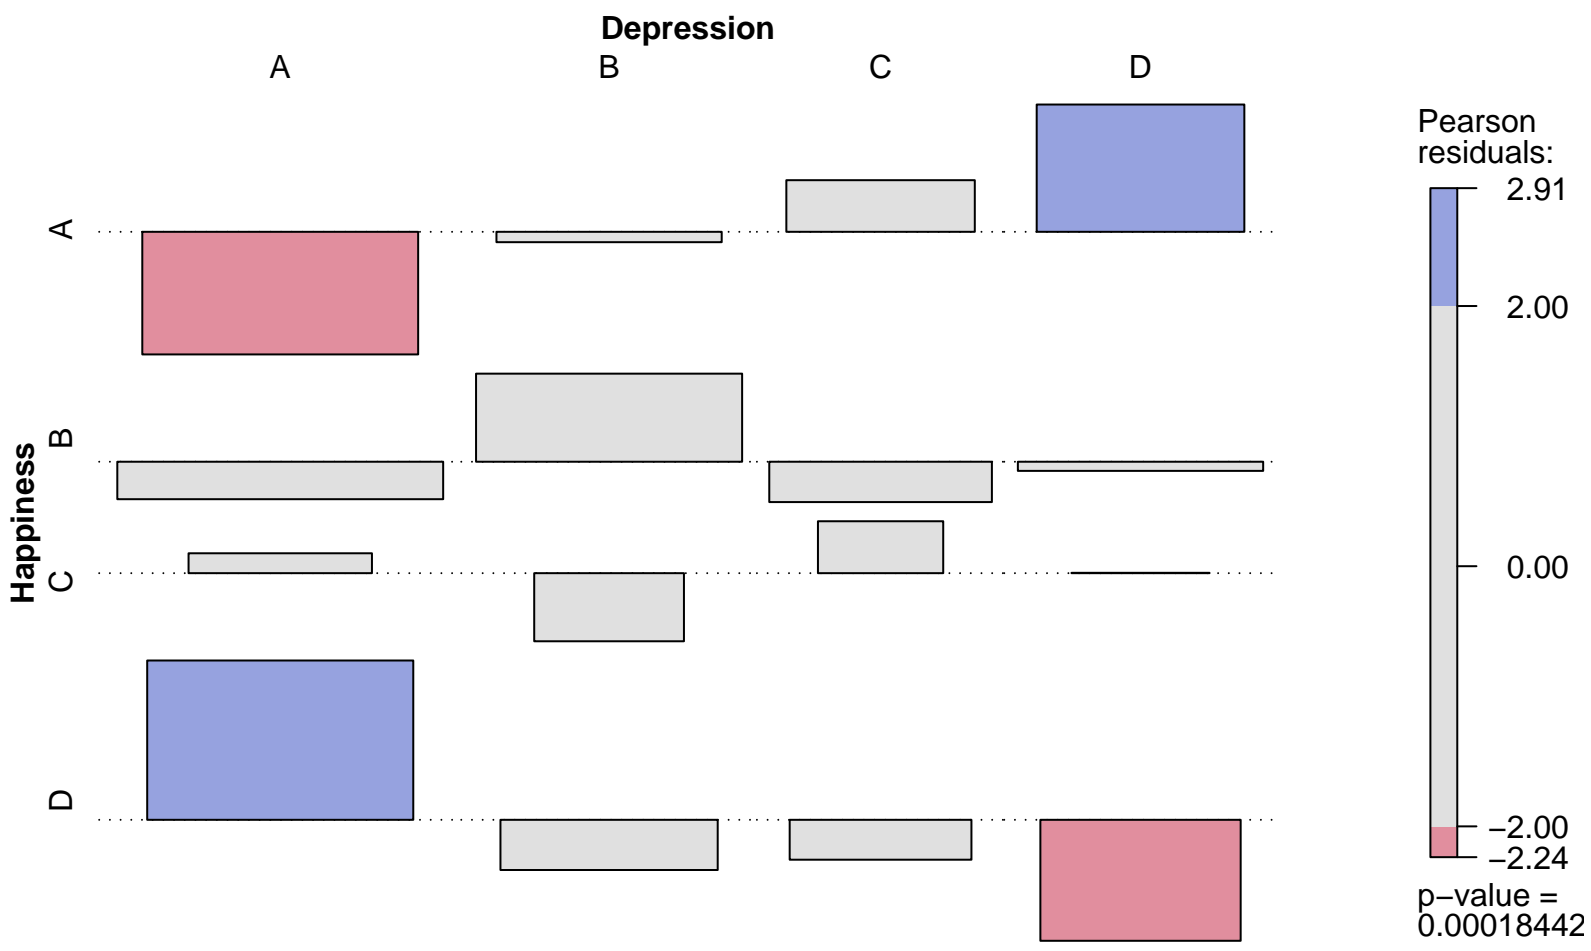 Depression
A B C D
Happiness
A
B
C
D
Pearson
residuals:
2.91
2.00
0.00
−2.00
−2.24
p−value =
0.00018442